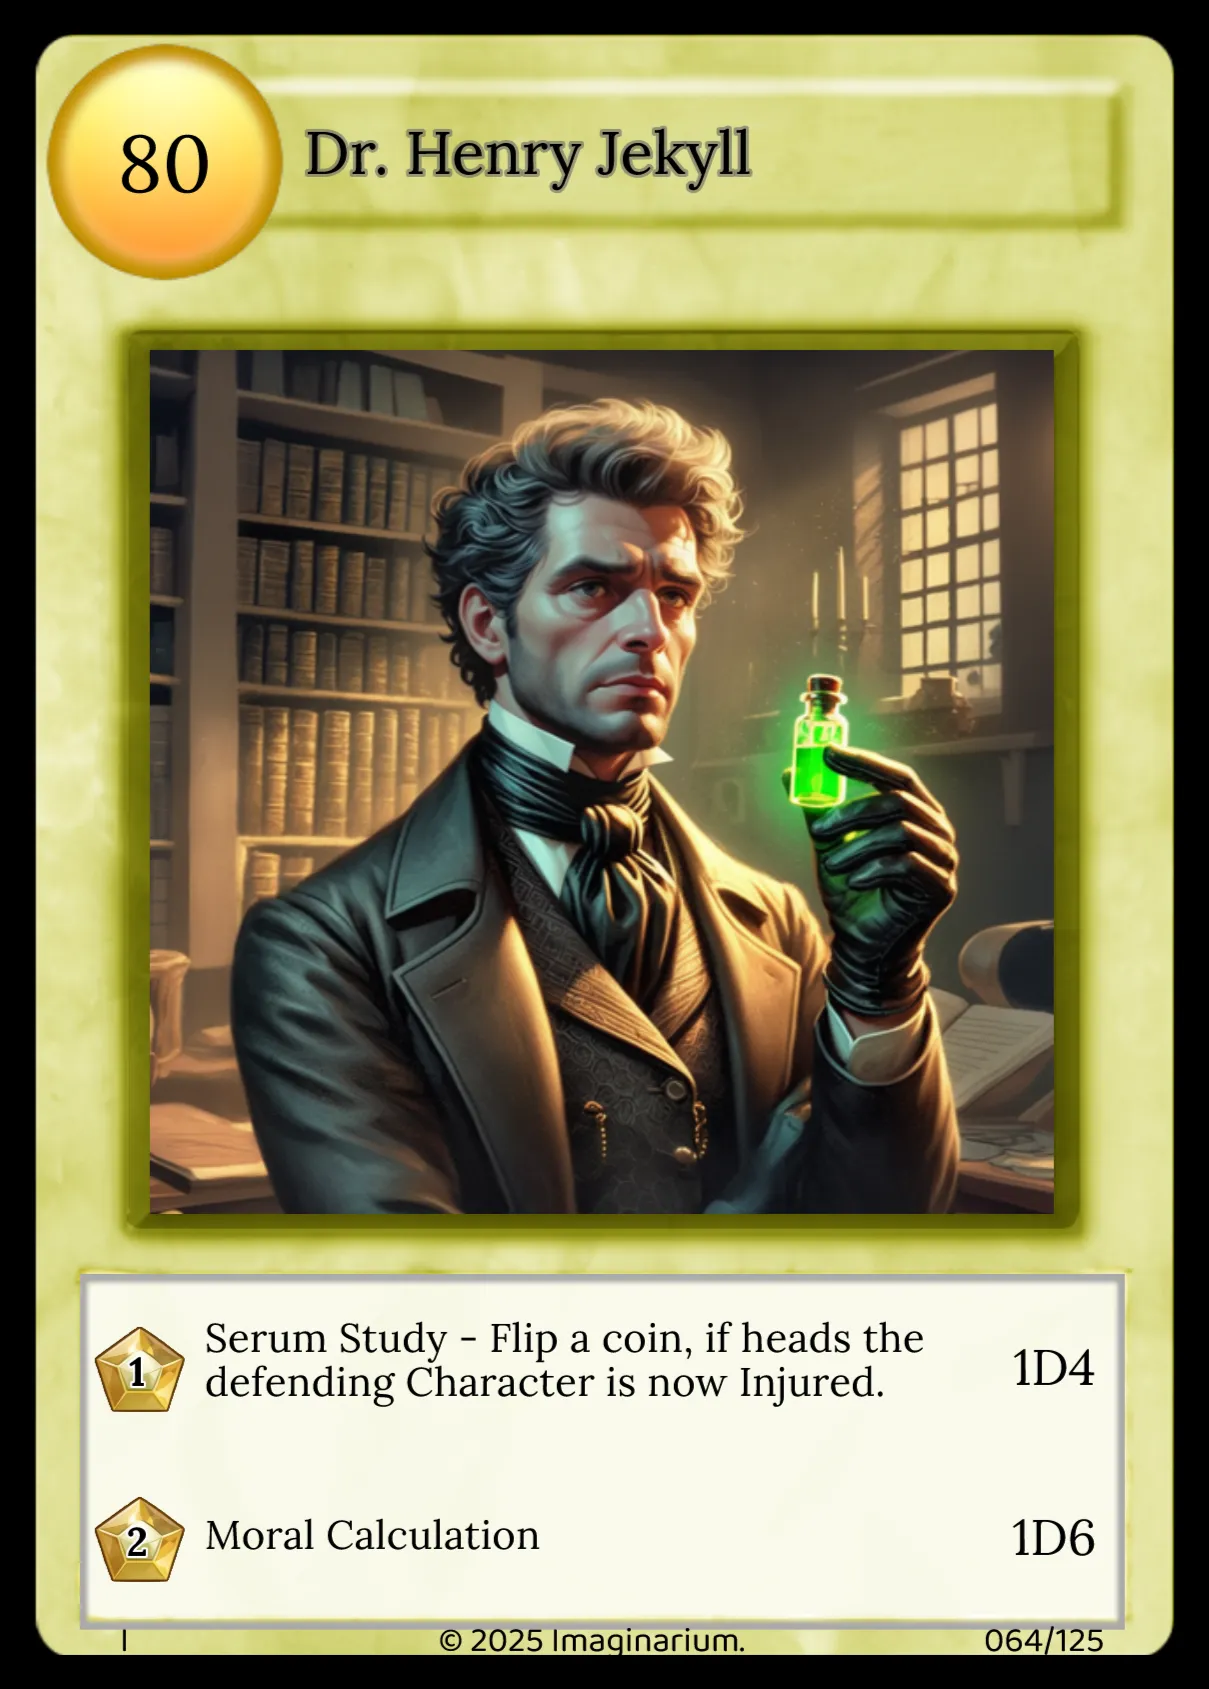 80
Dr. Henry Jekyll
1
Serum Study - Flip a coin, if heads the
defending Character is now Injured.
1D4
2
Moral Calculation
1D6
I
© 2025 Imaginarium.
064/125